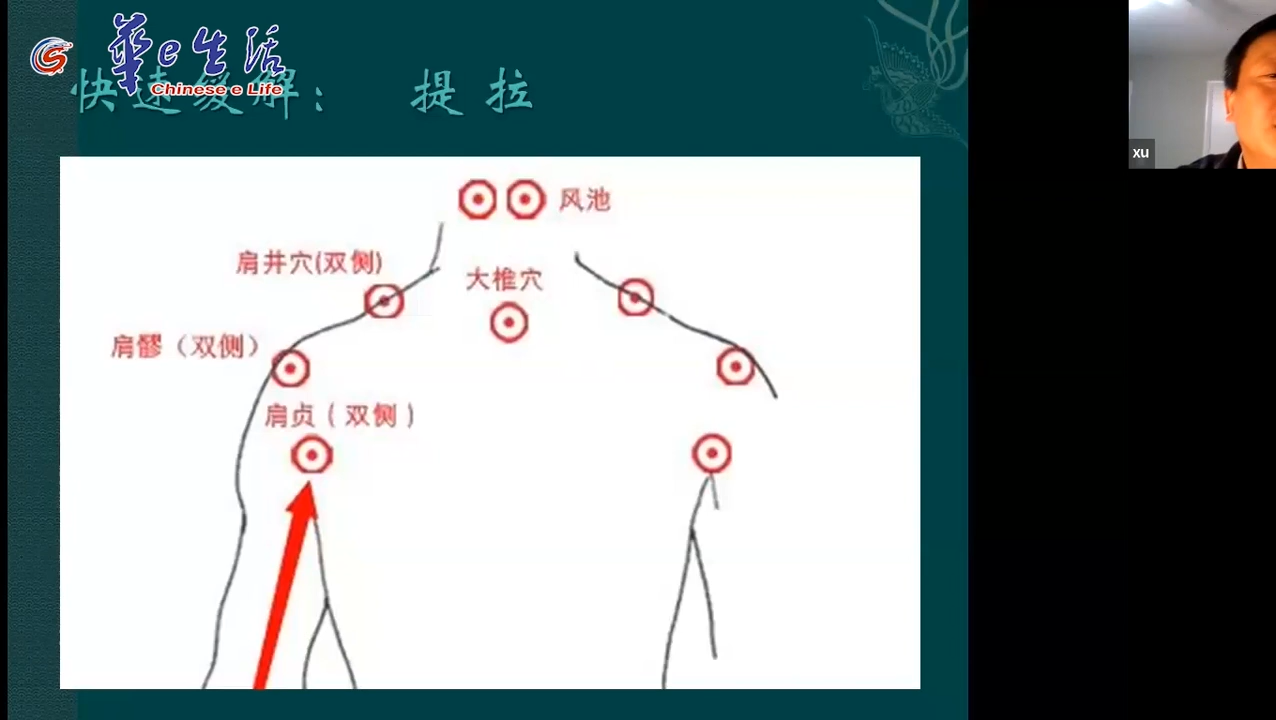 華e生活
Chinese e Life
快速缓解： 提 拉
xu
风池
肩井穴(双侧)
大椎穴
肩髎（双侧）
肩贞（双侧）